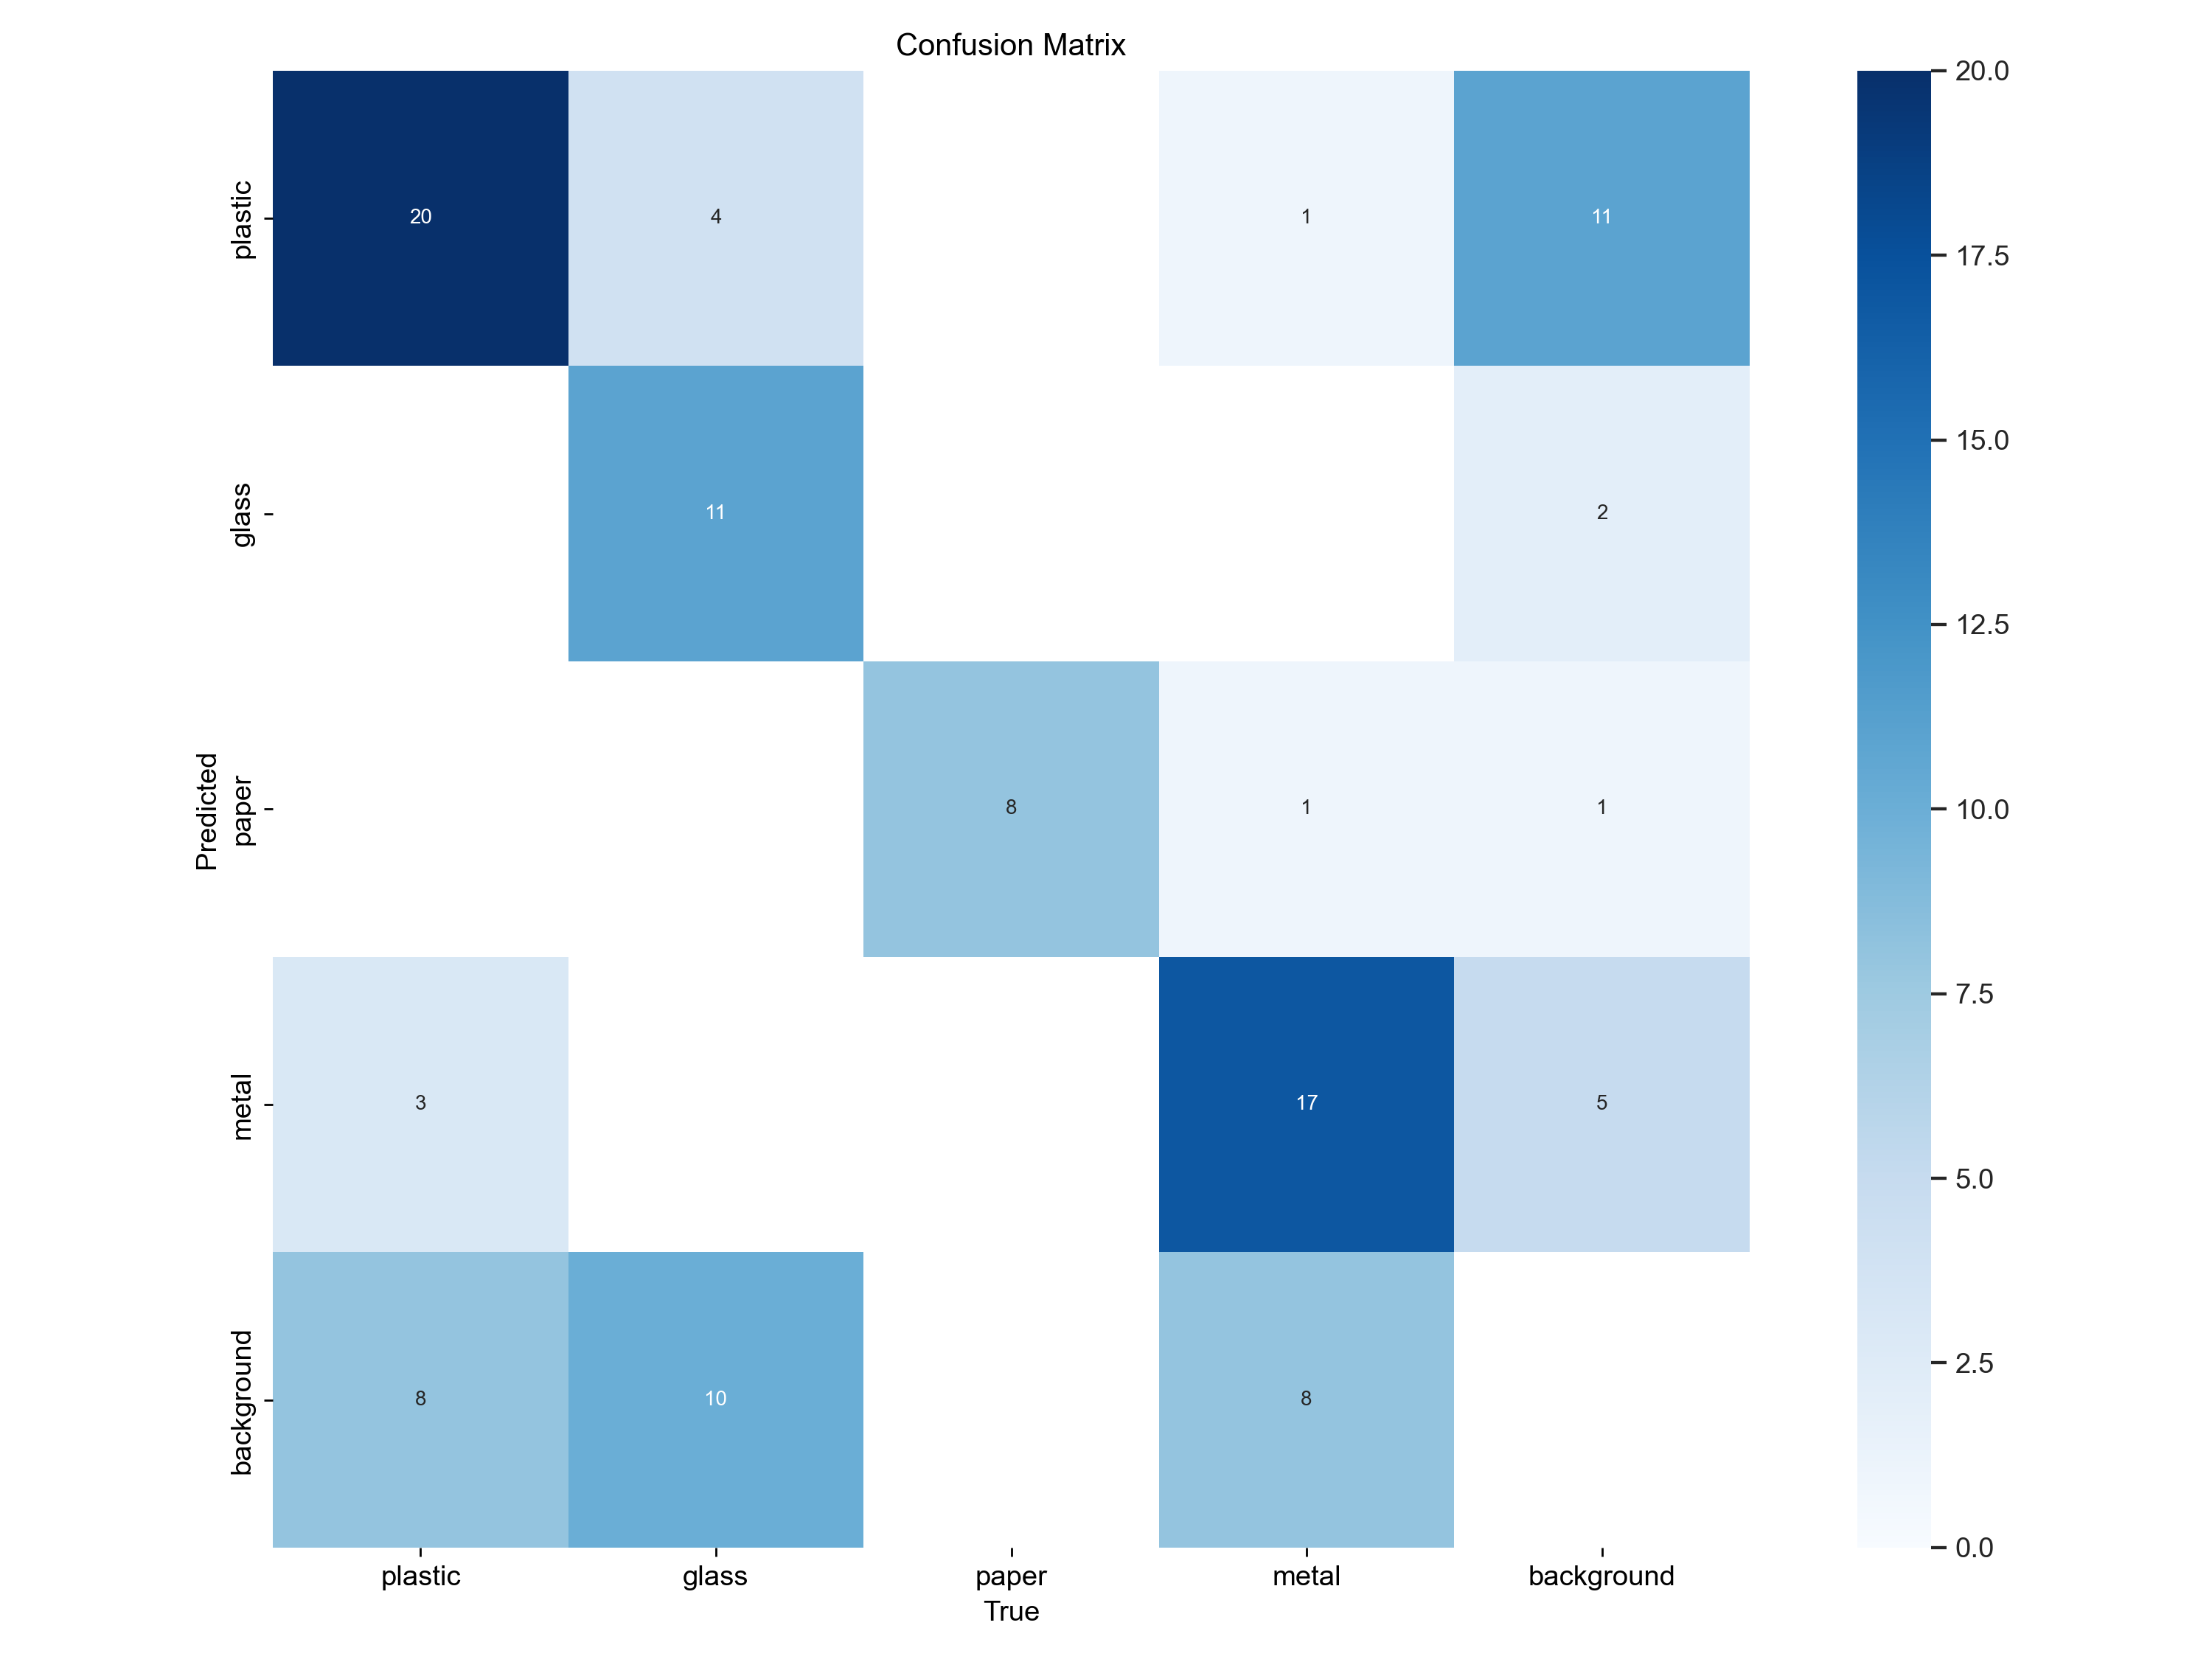 Confusion Matrix
plastic 20 4 1 11
glass 11 2
Predicted
paper 8 1 1
metal 3 17 5
background 8 10 8
plastic glass paper metal background
True
20.0
17.5
15.0
12.5
10.0
7.5
5.0
2.5
0.0